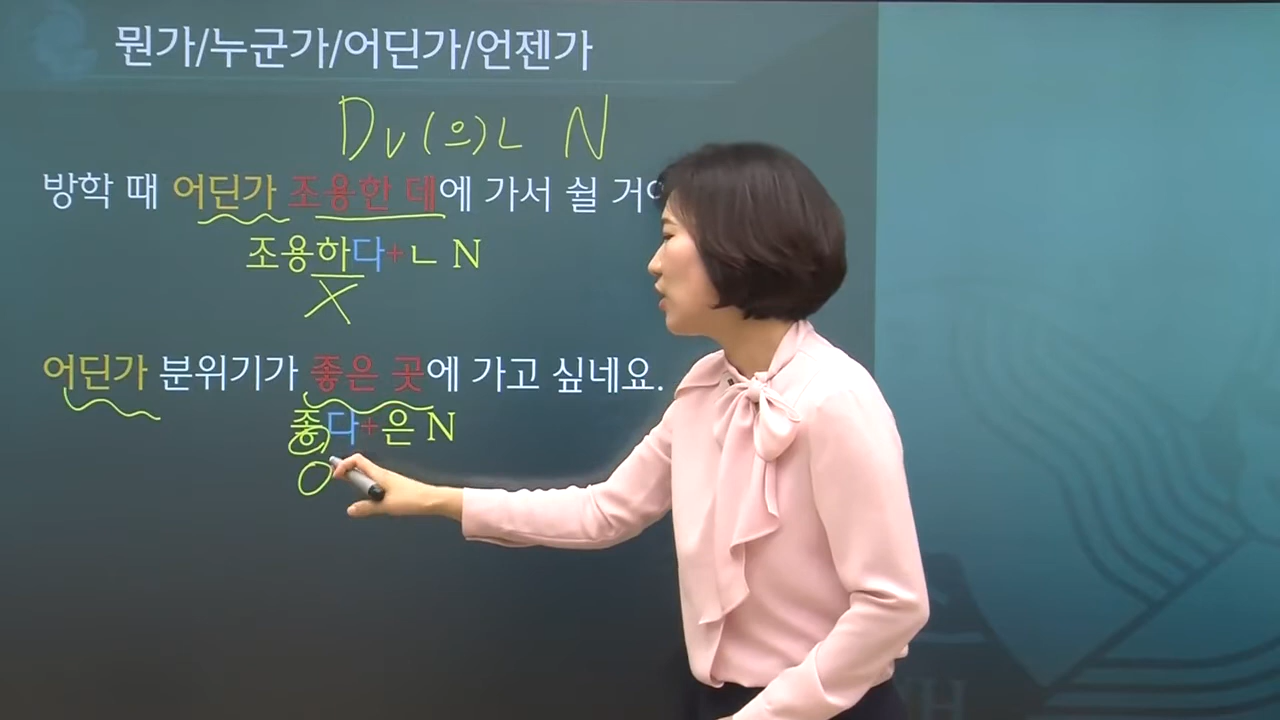 뭔가/누군가/어딘가/언젠가
Dv(으)ㄴ N
방학 때 어딘가 조용한 데에 가서 쉴 거
조용하다+ㄴ N
X
어딘가 분위기가 좋은 곳에 가고 싶네요.
좋다+은 N
O